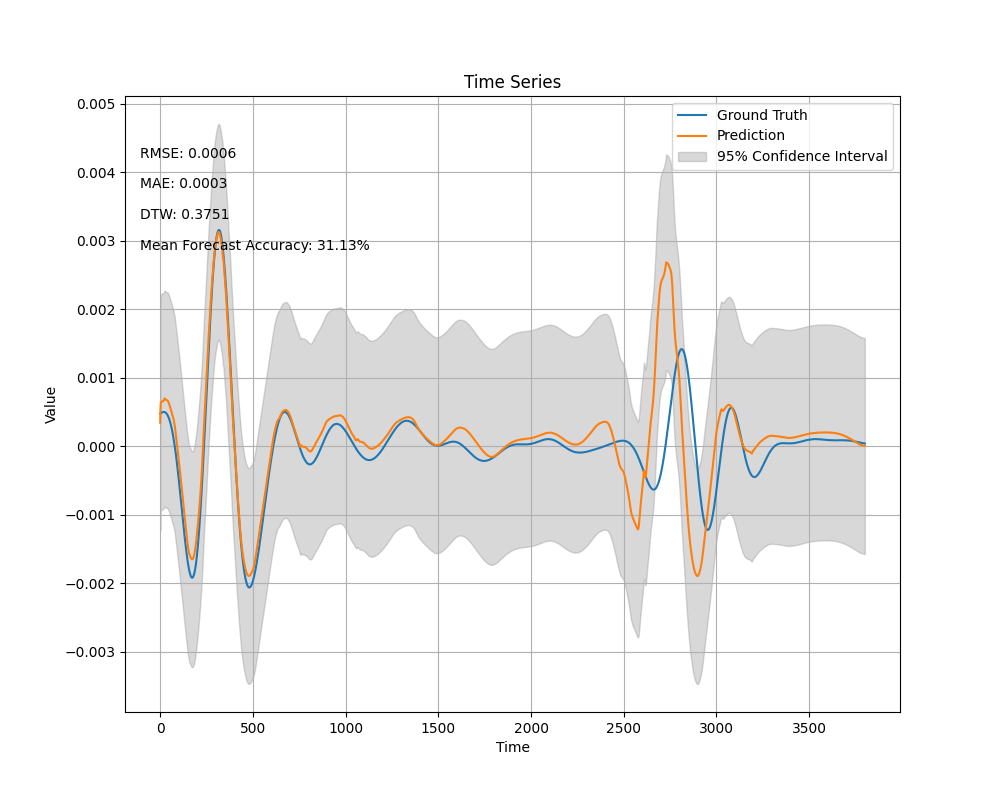 Time Series
Ground Truth
Prediction
95% Confidence Interval
RMSE: 0.0006
MAE: 0.0003
DTW: 0.3751
Mean Forecast Accuracy: 31.13%
Value
0.005
0.004
0.003
0.002
0.001
0.000
−0.001
−0.002
−0.003
0 500 1000 1500 2000 2500 3000 3500
Time